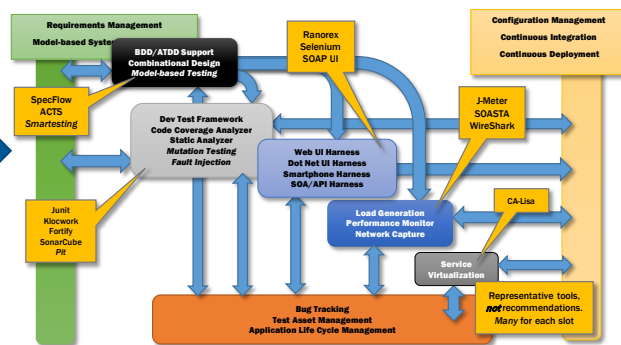 Requirements Management
Model-based System
BDD/ATDD Support
Combinational Design
Model-based Testing
Ranorex
Selenium
SOAP UI
Configuration Management
Continuous Integration
Continuous Deployment
SpecFlow
ACTS
Smartesting
Dev Test Framework
Code Coverage Analyzer
Static Analyzer
Mutation Testing
Fault Injection
J-Meter
SOASTA
WireShark
Web UI Harness
Dot Net UI Harness
Smartphone Harness
SOA/API Harness
CA-Lisa
Junit
Klocwork
Fortify
SonarCube
Pit
Load Generation
Performance Monitor
Network Capture
Service
Virtualization
Representative tools,
not recommendations.
Many for each slot
Bug Tracking
Test Asset Management
Application Life Cycle Management